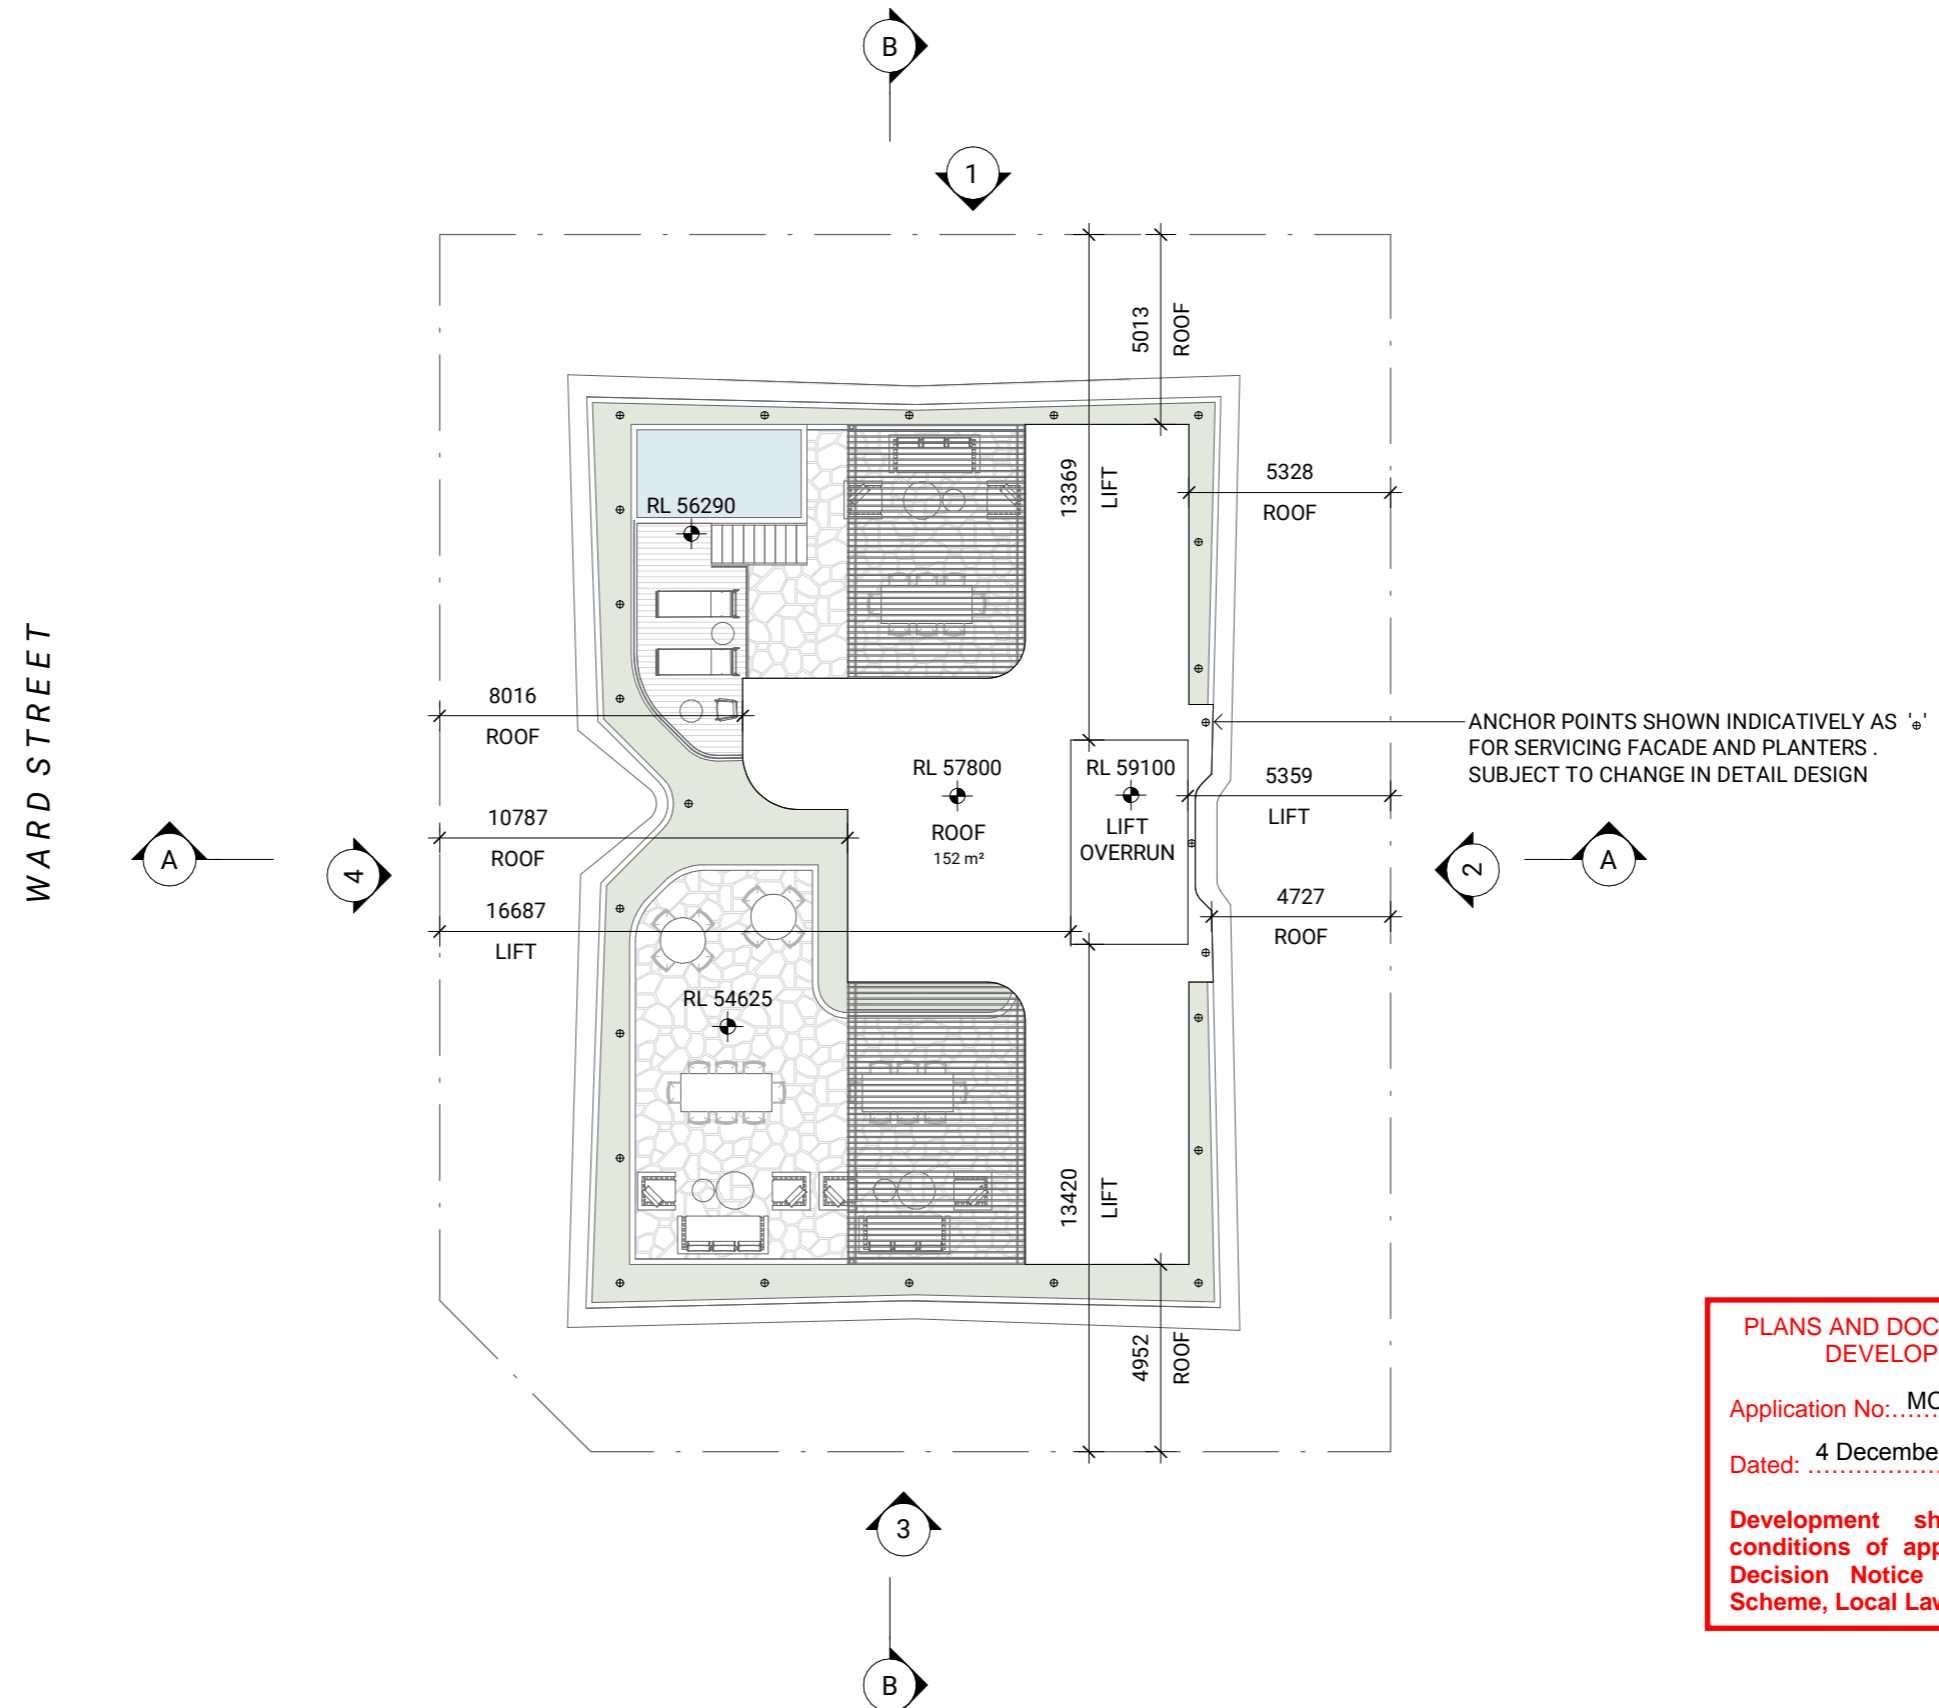 B
1
5013
ROOF
13369
LIFT
5328
ROOF
RL 56290
WARD STREET
8016
ROOF
ANCHOR POINTS SHOWN INDICATIVELY AS '⌖'
FOR SERVICING FACADE AND PLANTERS .
SUBJECT TO CHANGE IN DETAIL DESIGN
RL 57800
ROOF
152 m²
RL 59100
LIFT
OVERRUN
5359
LIFT
10787
ROOF
A
4
2
A
16687
LIFT
4727
ROOF
RL 54625
13420
LIFT
4952
ROOF
3
B
PLANS AND DOC
DEVELOP
Application No:......MC
Dated: 4 Decembe
Development sh
conditions of app
Decision Notice
Scheme, Local Law